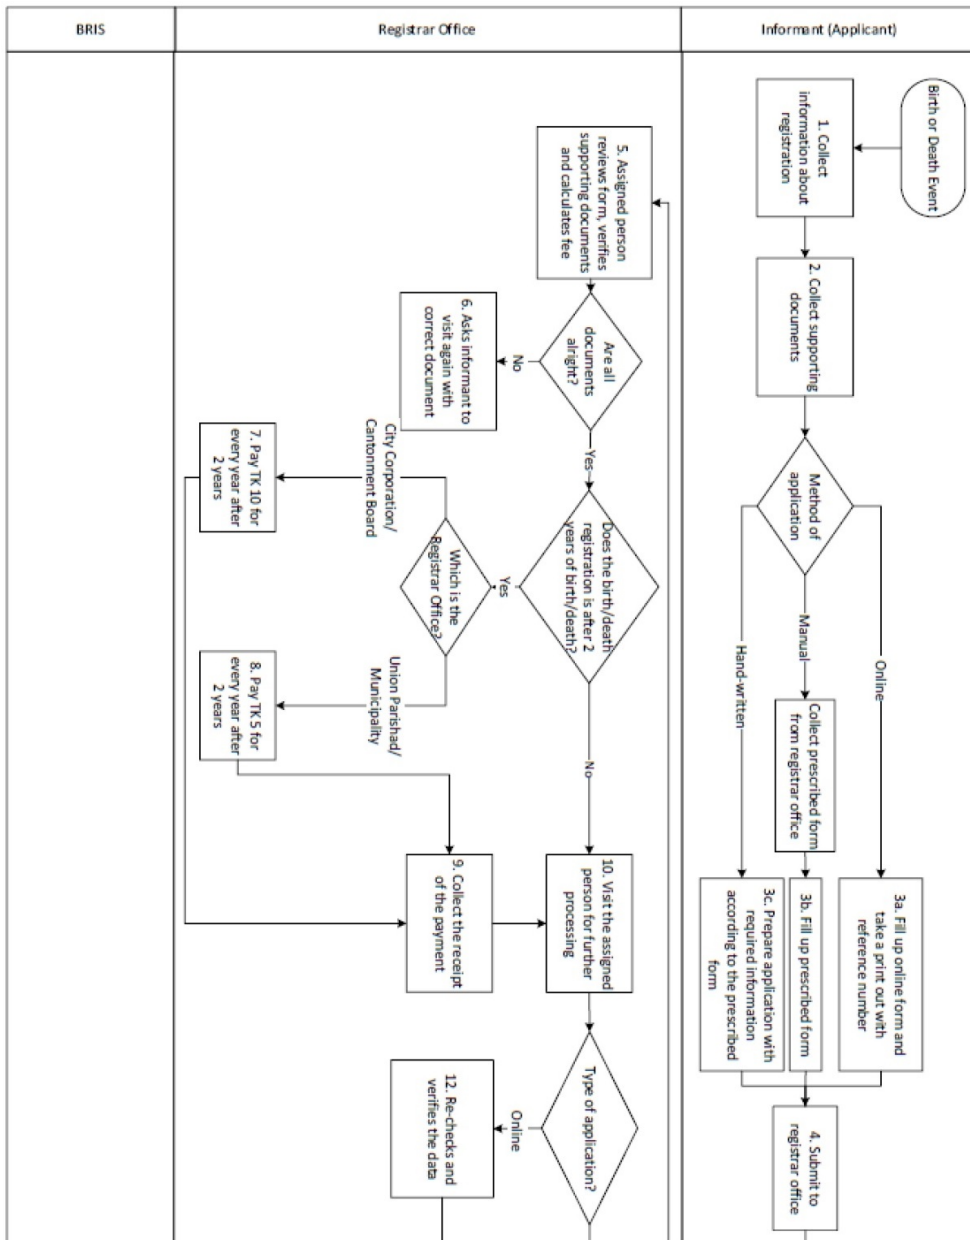 Informant (Applicant)
Birth or Death Event
1. Collect
information about
registration
2. Collect supporting
documents
Method of
application
Online
Manual
Hand-written
Collect prescribed form
from registrar office
3a. Fill up online form and
take a print out with
reference number
3b. Fill up prescribed form
3c. Prepare application with
required information
according to the prescribed
form
4. Submit to
registrar office
Registrar Office
5. Assigned person
reviews form, verifies
supporting documents
and calculates fee
Are all
documents
alright?
No
6. Asks informant to
visit again with
correct document
Yes
Does the birth/death
registration is after 2
years of birth/death?
Yes
No
Which is the
Registrar Office?
City Corporation/
Cantonment Board
7. Pay TK 10 for
every year after
2 years
Union Parishad/
Municipality
8. Pay TK 5 for
every year after
2 years
9. Collect the receipt
of the payment
10. Visit the assigned
person for further
processing
Type of application?
Online
12. Re-checks and
verifies the data
BRIS